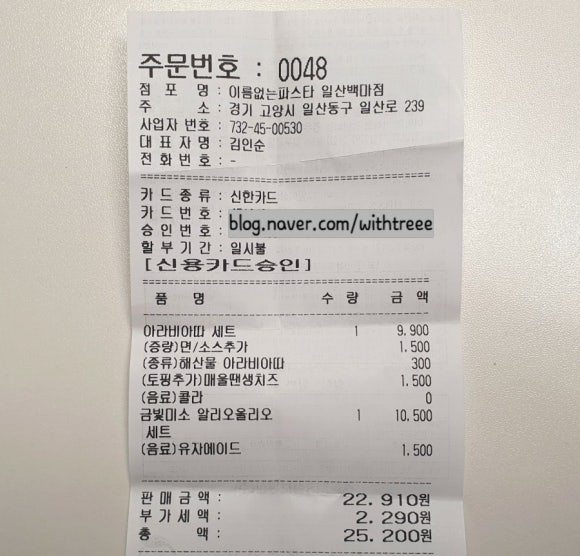 주문번호 : 0048
점 포 명 : 이름없는파스타 일산백마점
주 소 : 경기 고양시 일산동구 일산로 239
사업자 번호 : 732-45-00530
대 표 자 명 : 김인순
전 화 번 호 : -
카 드 종 류 : 신한카드
카 드 번 호 :
승 인 번 호 :
blog.naver.com/withtreee
할 부 기 간 : 일시불
[신용카드승인]
품 명 수 량 금 액
아라비아따 세트 1 9,900
(증량)면/소스추가 1,500
(종류)해산물 아라비아따 300
(토핑추가)매울땐생치즈 1,500
(음료)콜라 0
금빛미소 알리오올리오 1 10,500
세트
(음료)유자에이드 1,500
판 매 금 액 : 22,910원
부 가 세 액 : 2,290원
총 액 : 25,200원